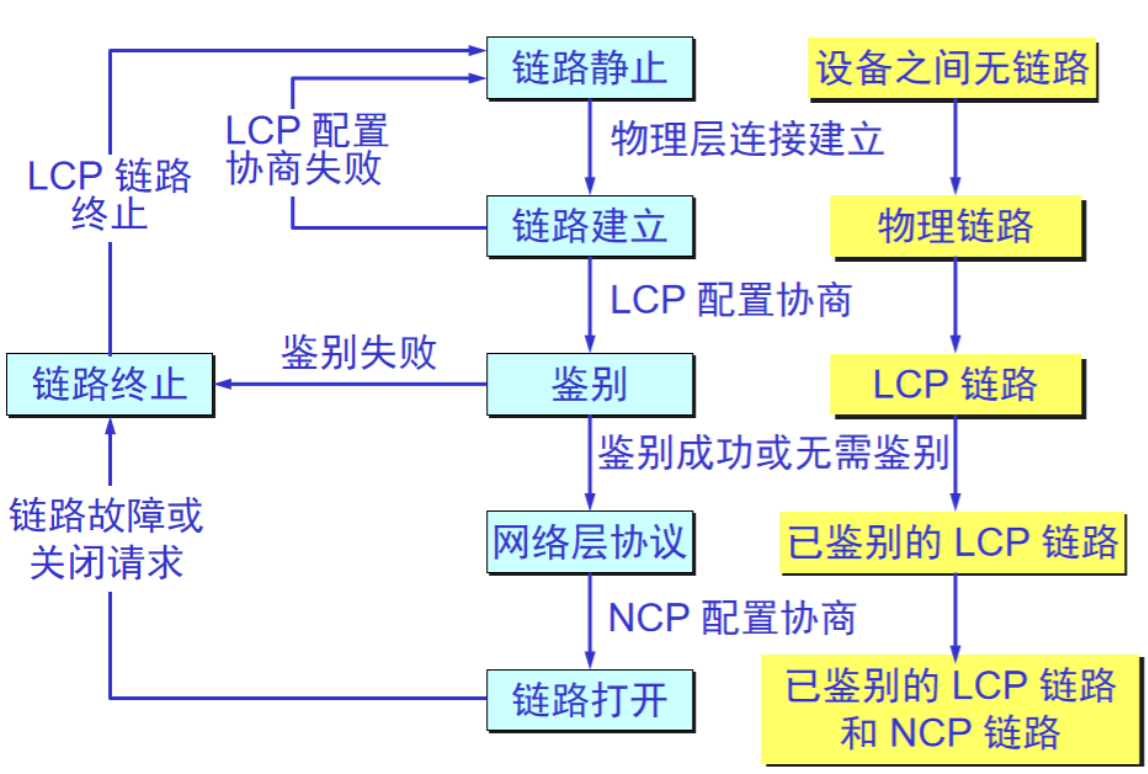 链路静止
设备之间无链路
LCP 配置
协商失败
物理层连接建立
LCP 链路
终止
链路建立
物理链路
LCP 配置协商
鉴别失败
链路终止
鉴别
LCP 链路
鉴别成功或无需鉴别
链路故障或
关闭请求
网络层协议
已鉴别的 LCP 链路
NCP 配置协商
链路打开
已鉴别的 LCP 链路
和 NCP 链路